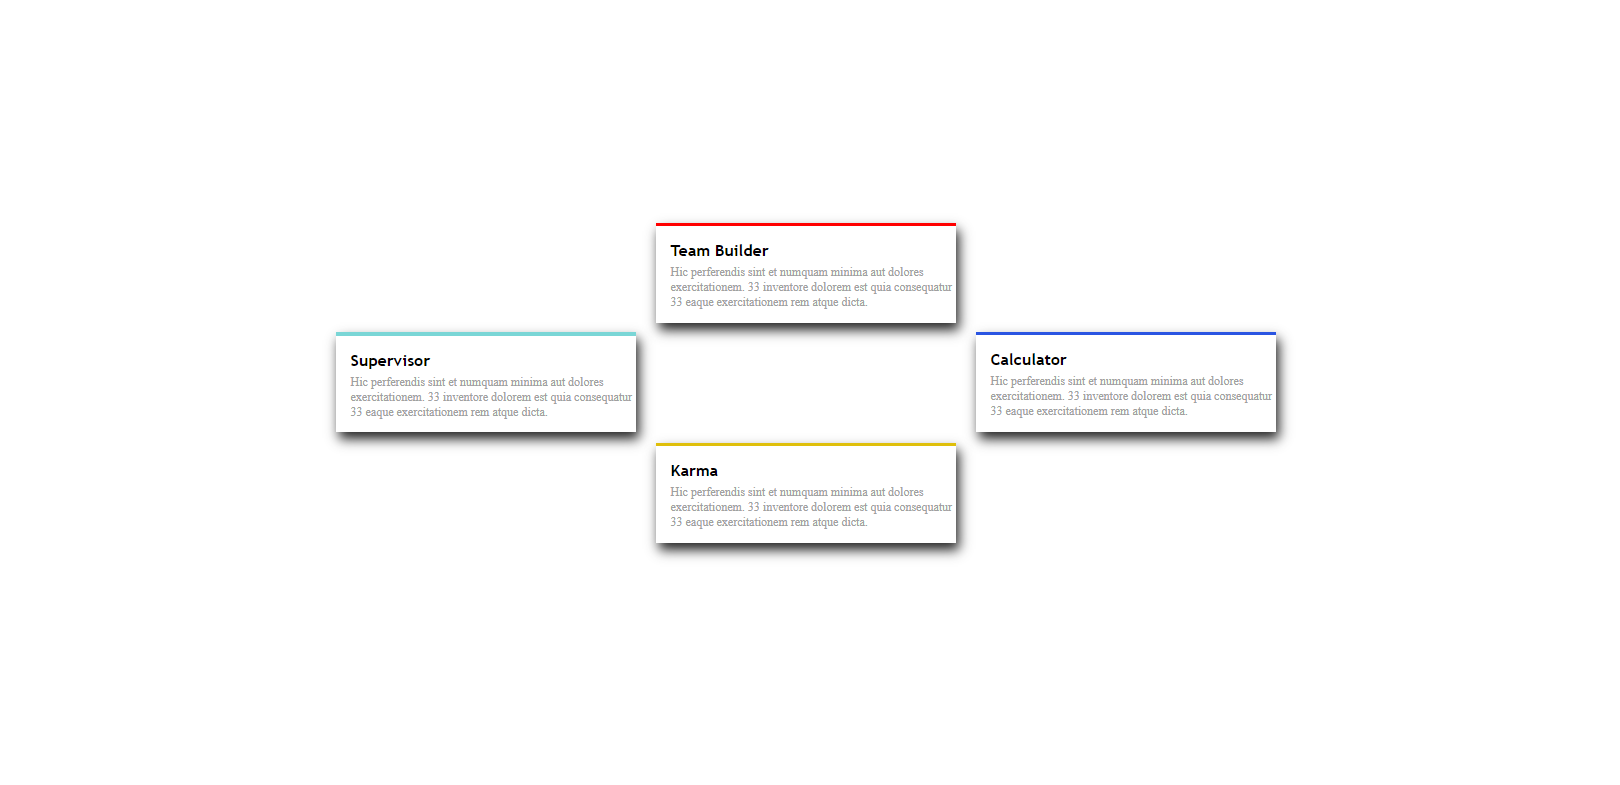 Team Builder
Hic perferendis sint et numquam minima aut dolores
exercitationem. 33 inventore dolorem est quia consequatur
33 eaque exercitationem rem atque dicta.
Supervisor
Hic perferendis sint et numquam minima aut dolores
exercitationem. 33 inventore dolorem est quia consequatur
33 eaque exercitationem rem atque dicta.
Calculator
Hic perferendis sint et numquam minima aut dolores
exercitationem. 33 inventore dolorem est quia consequatur
33 eaque exercitationem rem atque dicta.
Karma
Hic perferendis sint et numquam minima aut dolores
exercitationem. 33 inventore dolorem est quia consequatur
33 eaque exercitationem rem atque dicta.